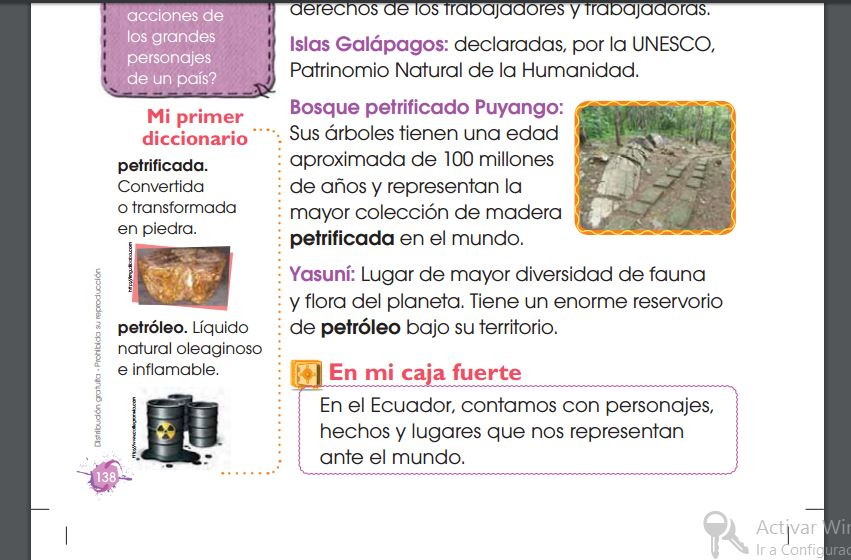 acciones de
los grandes
personajes
de un país?
Mi primer
diccionario
petrificada.
Convertida
o transformada
en piedra.
petróleo. Líquido
natural oleaginoso
e inflamable.
Distribución gratuita - Prohibida su reproducción
138
derechos de los trabajadores y trabajadoras.
Islas Galápagos: declaradas, por la UNESCO,
Patrinomio Natural de la Humanidad.
Bosque petrificado Puyango:
Sus árboles tienen una edad
aproximada de 100 millones
de años y representan la
mayor colección de madera
petrificada en el mundo.
Yasuní: Lugar de mayor diversidad de fauna
y flora del planeta. Tiene un enorme reservorio
de petróleo bajo su territorio.
En mi caja fuerte
En el Ecuador, contamos con personajes,
hechos y lugares que nos representan
ante el mundo.
Activar Win
Ir a Configurac